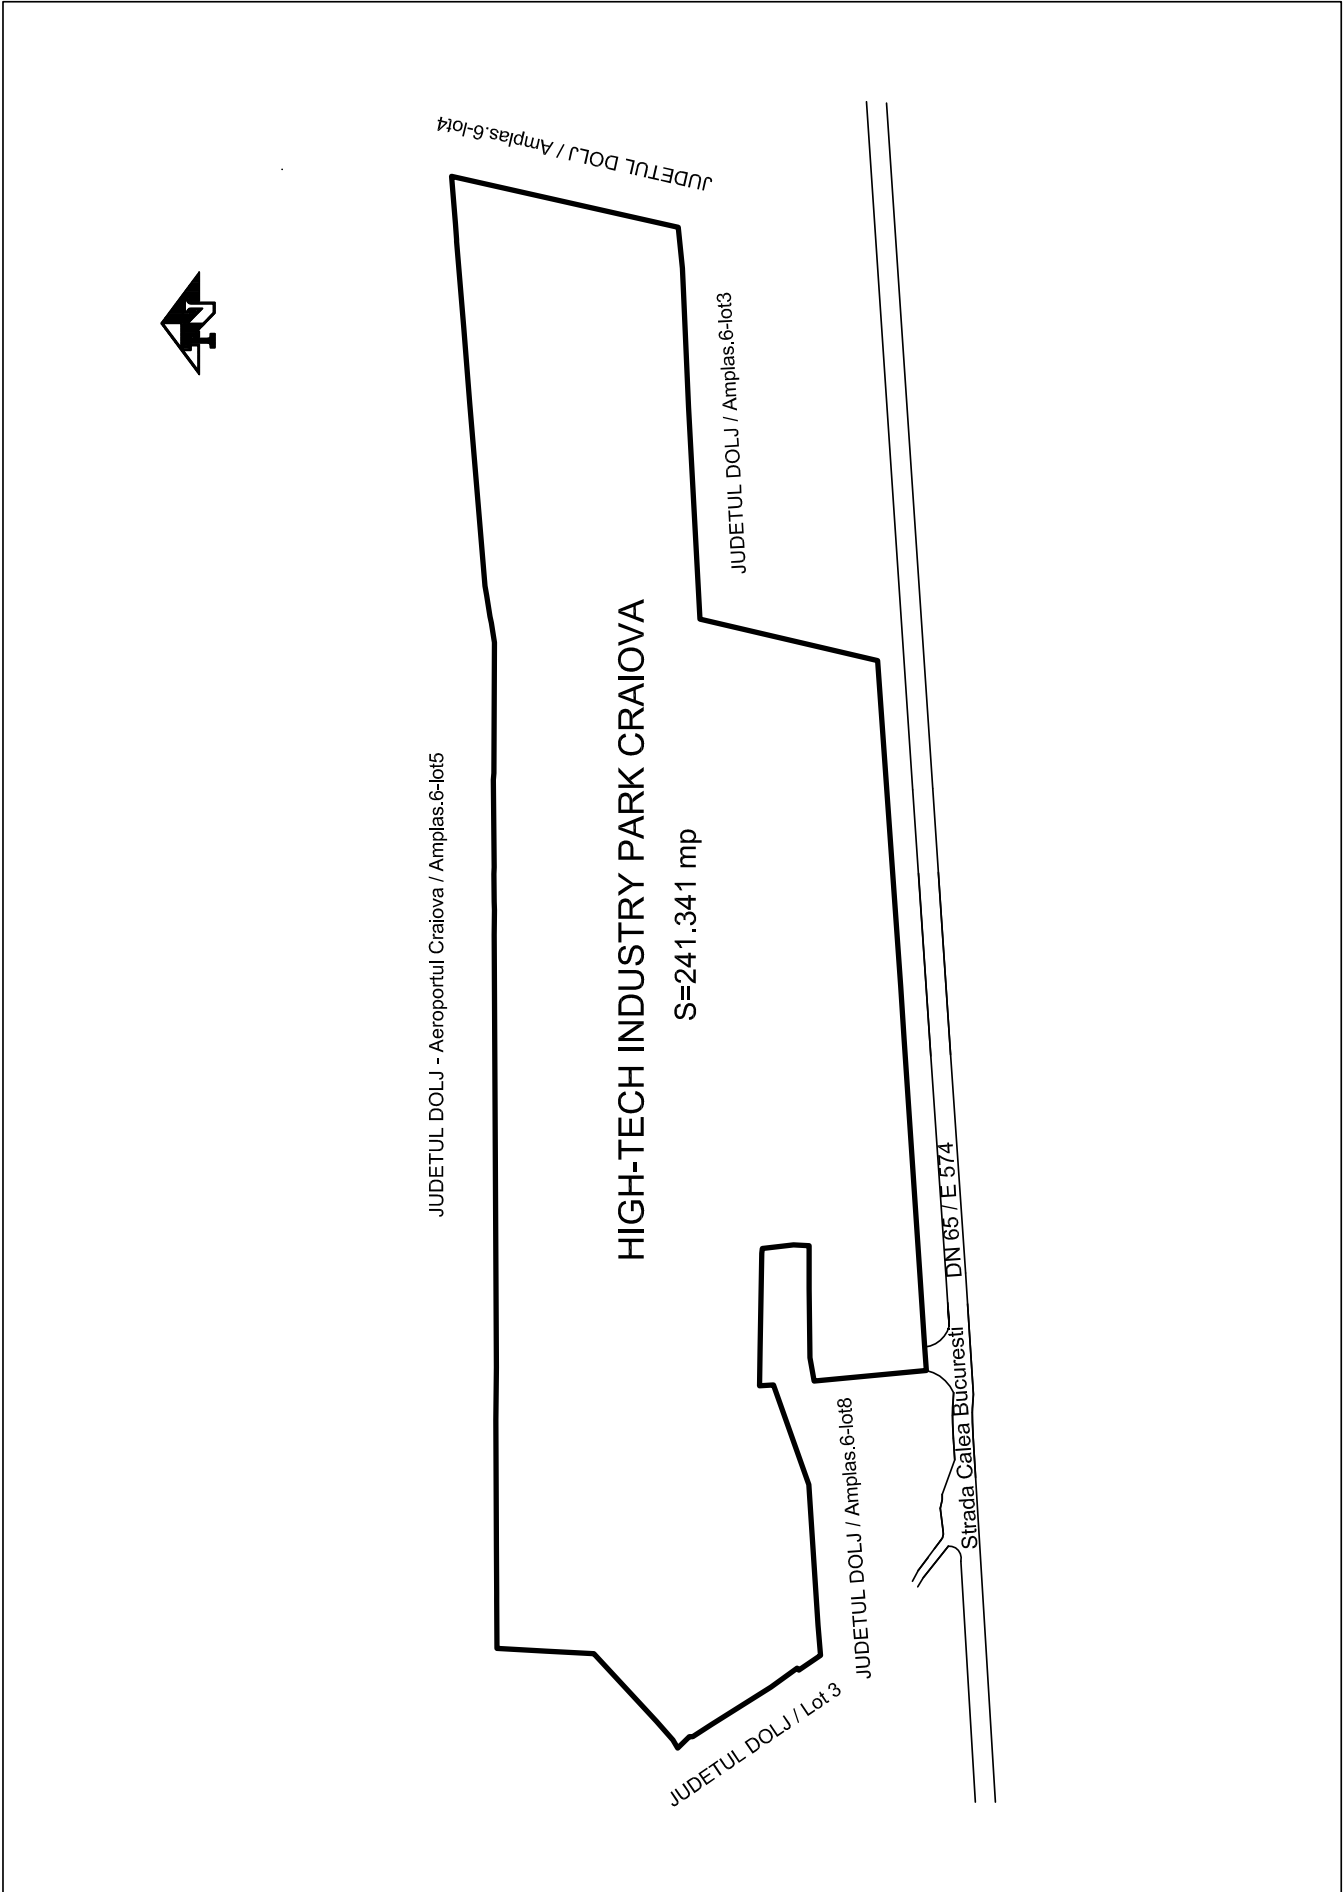 JUDETUL DOLJ - Aeroportul Craiova / Amplas.6-lot5
JUDETUL DOLJ / Amplas.6-lot4
HIGH-TECH INDUSTRY PARK CRAIOVA
S=241.341 mp
JUDETUL DOLJ / Amplas.6-lot3
JUDETUL DOLJ / Lot 3
JUDETUL DOLJ / Amplas.6-lot8
Strada Calea Bucuresti
DN 65 / E 574